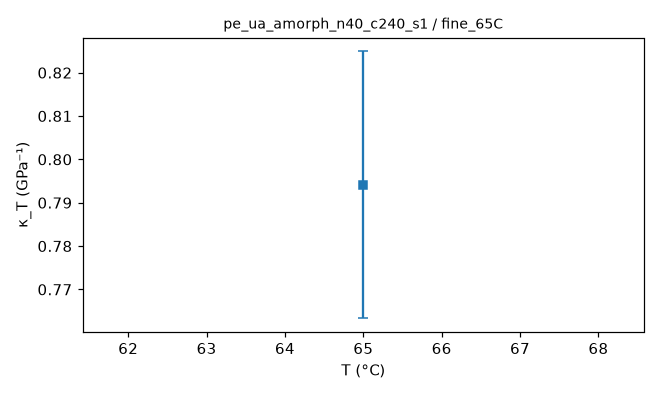 pe_ua_amorph_n40_c240_s1 / fine_65C
κ_T (GPa⁻¹)
0.82
0.81
0.80
0.79
0.78
0.77
62 63 64 65 66 67 68
T (°C)